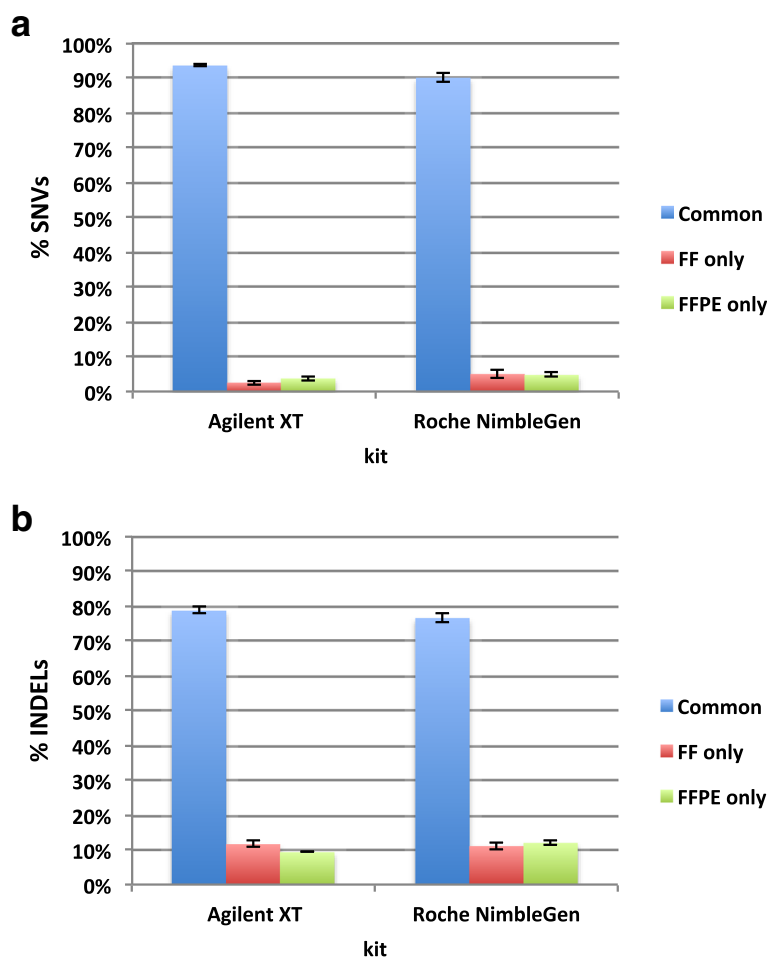 a
100%
90%
80%
70%
60%
50%
40%
30%
20%
10%
0%
% SNVs
Agilent XT
Roche NimbleGen
kit
Common
FF only
FFPE only
b
100%
90%
80%
70%
60%
50%
40%
30%
20%
10%
0%
% INDELs
Agilent XT
Roche NimbleGen
kit
Common
FF only
FFPE only